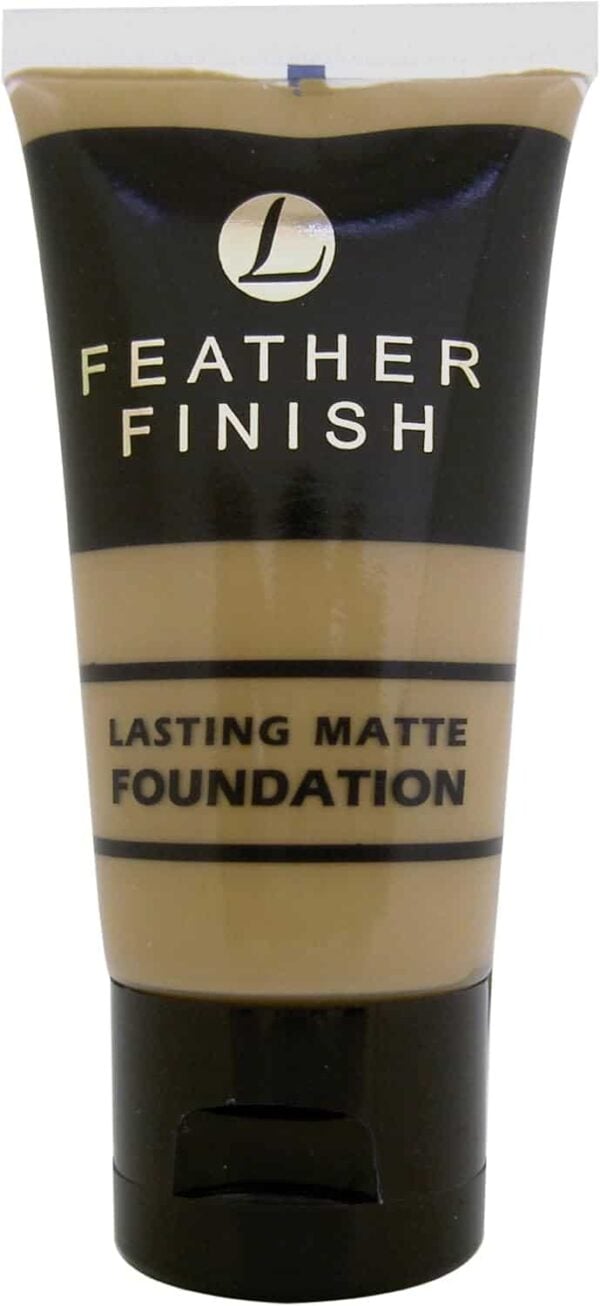 L
FEATHER
FINISH
LASTING MATTE
FOUNDATION